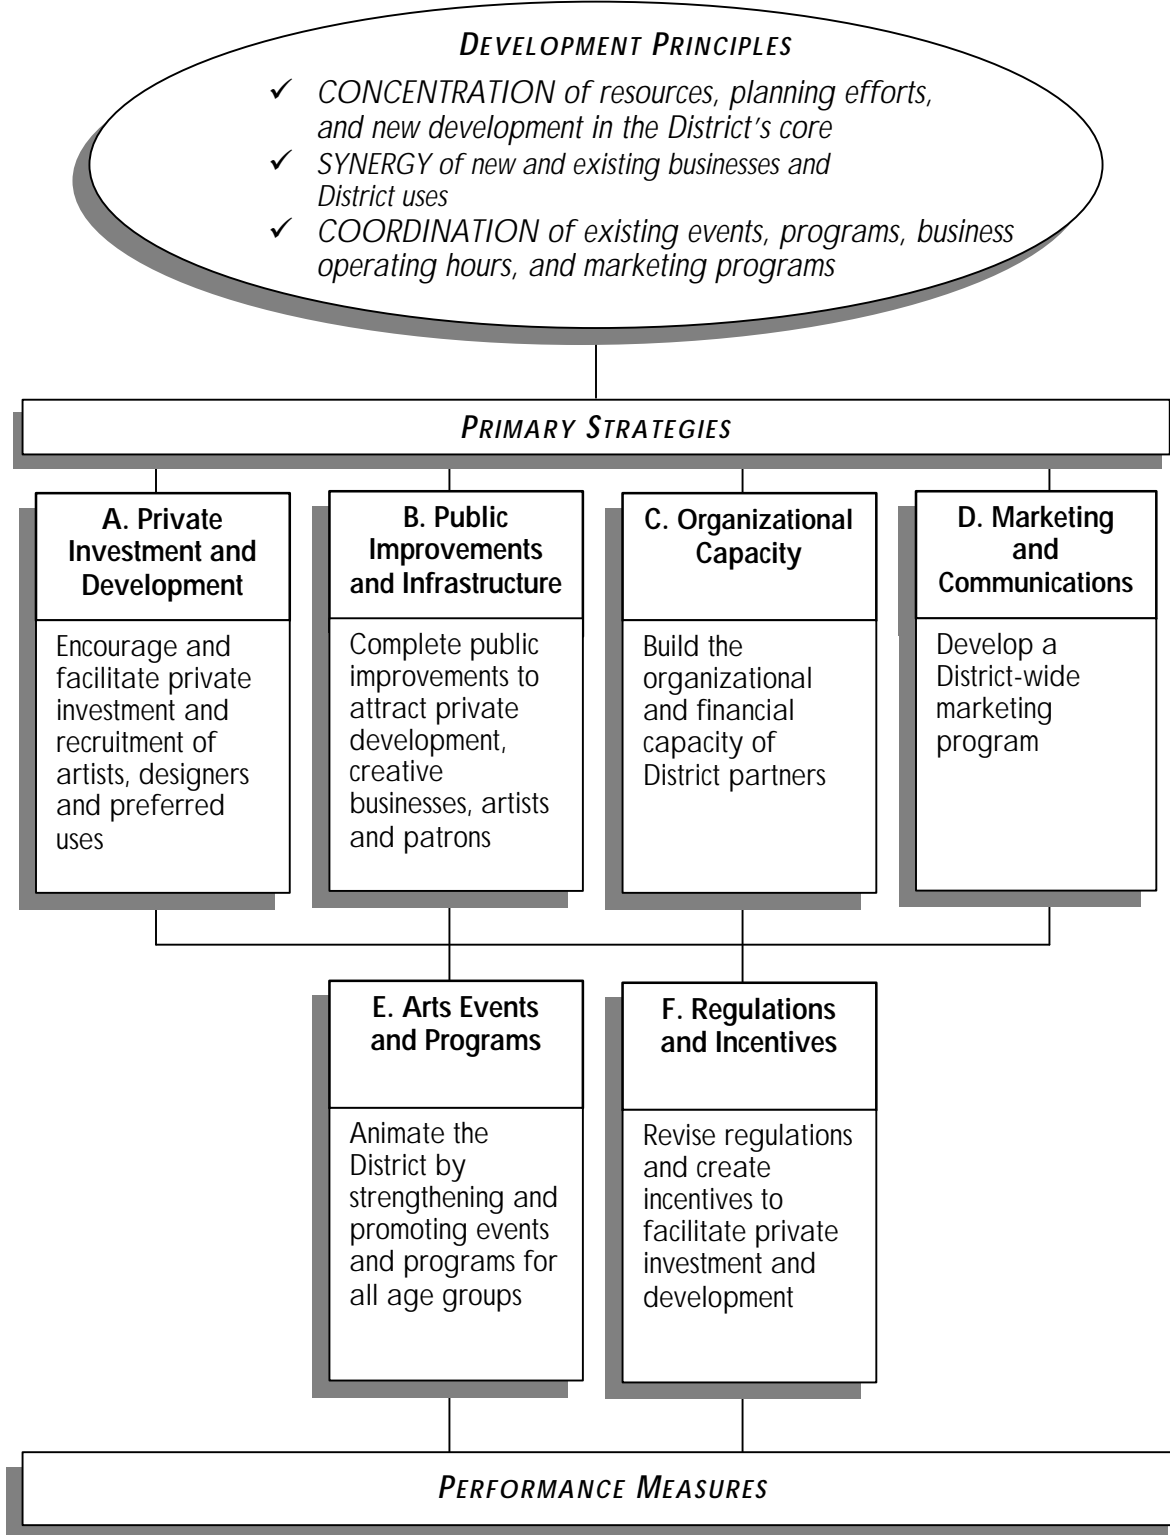 DEVELOPMENT PRINCIPLES
✓ CONCENTRATION of resources, planning efforts,
and new development in the District's core
✓ SYNERGY of new and existing businesses and
District uses
✓ COORDINATION of existing events, programs, business
operating hours, and marketing programs
PRIMARY STRATEGIES
A. Private
Investment and
Development
Encourage and
facilitate private
investment and
recruitment of
artists, designers
and preferred
uses
B. Public
Improvements
and Infrastructure
Complete public
improvements to
attract private
development,
creative
businesses, artists
and patrons
C. Organizational
Capacity
Build the
organizational
and financial
capacity of
District partners
D. Marketing
and
Communications
Develop a
District-wide
marketing
program
E. Arts Events
and Programs
Animate the
District by
strengthening and
promoting events
and programs for
all age groups
F. Regulations
and Incentives
Revise regulations
and create
incentives to
facilitate private
investment and
development
PERFORMANCE MEASURES